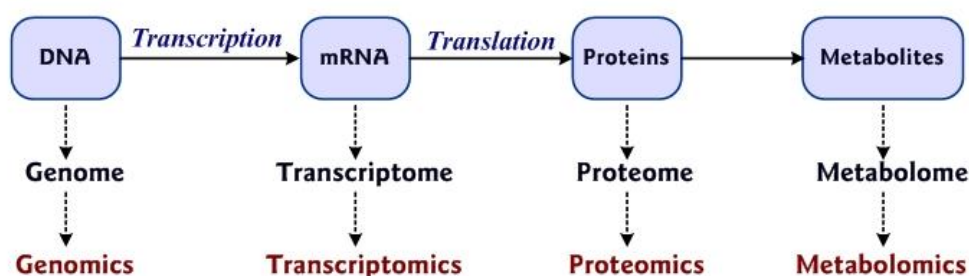 Transcription Translation
DNA mRNA Proteins Metabolites
Genome Transcriptome Proteome Metabolome
Genomics Transcriptomics Proteomics Metabolomics